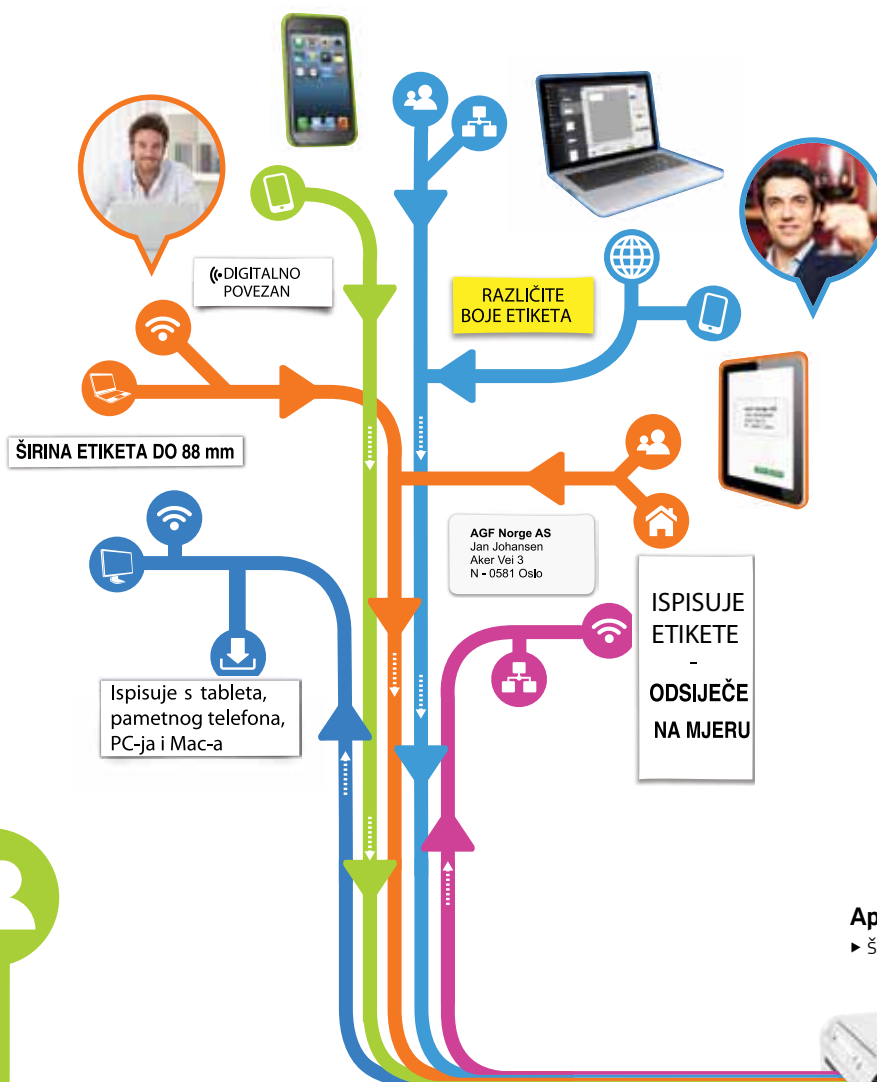 DIGITALNO
POVEZAN
RAZLIČITE
BOJE ETIKETA
ŠIRINA ETIKETA DO 88 mm
AGF Norge AS
Jan Johansen
Aker Vei 3
N - 0581 Oslo
ISPISUJE
ETIKETE
-
ODSIJEČE
NA MJERU
Ispisuje s tableta,
pametnog telefona,
PC-ja i Mac-a
Ap
▶ Š